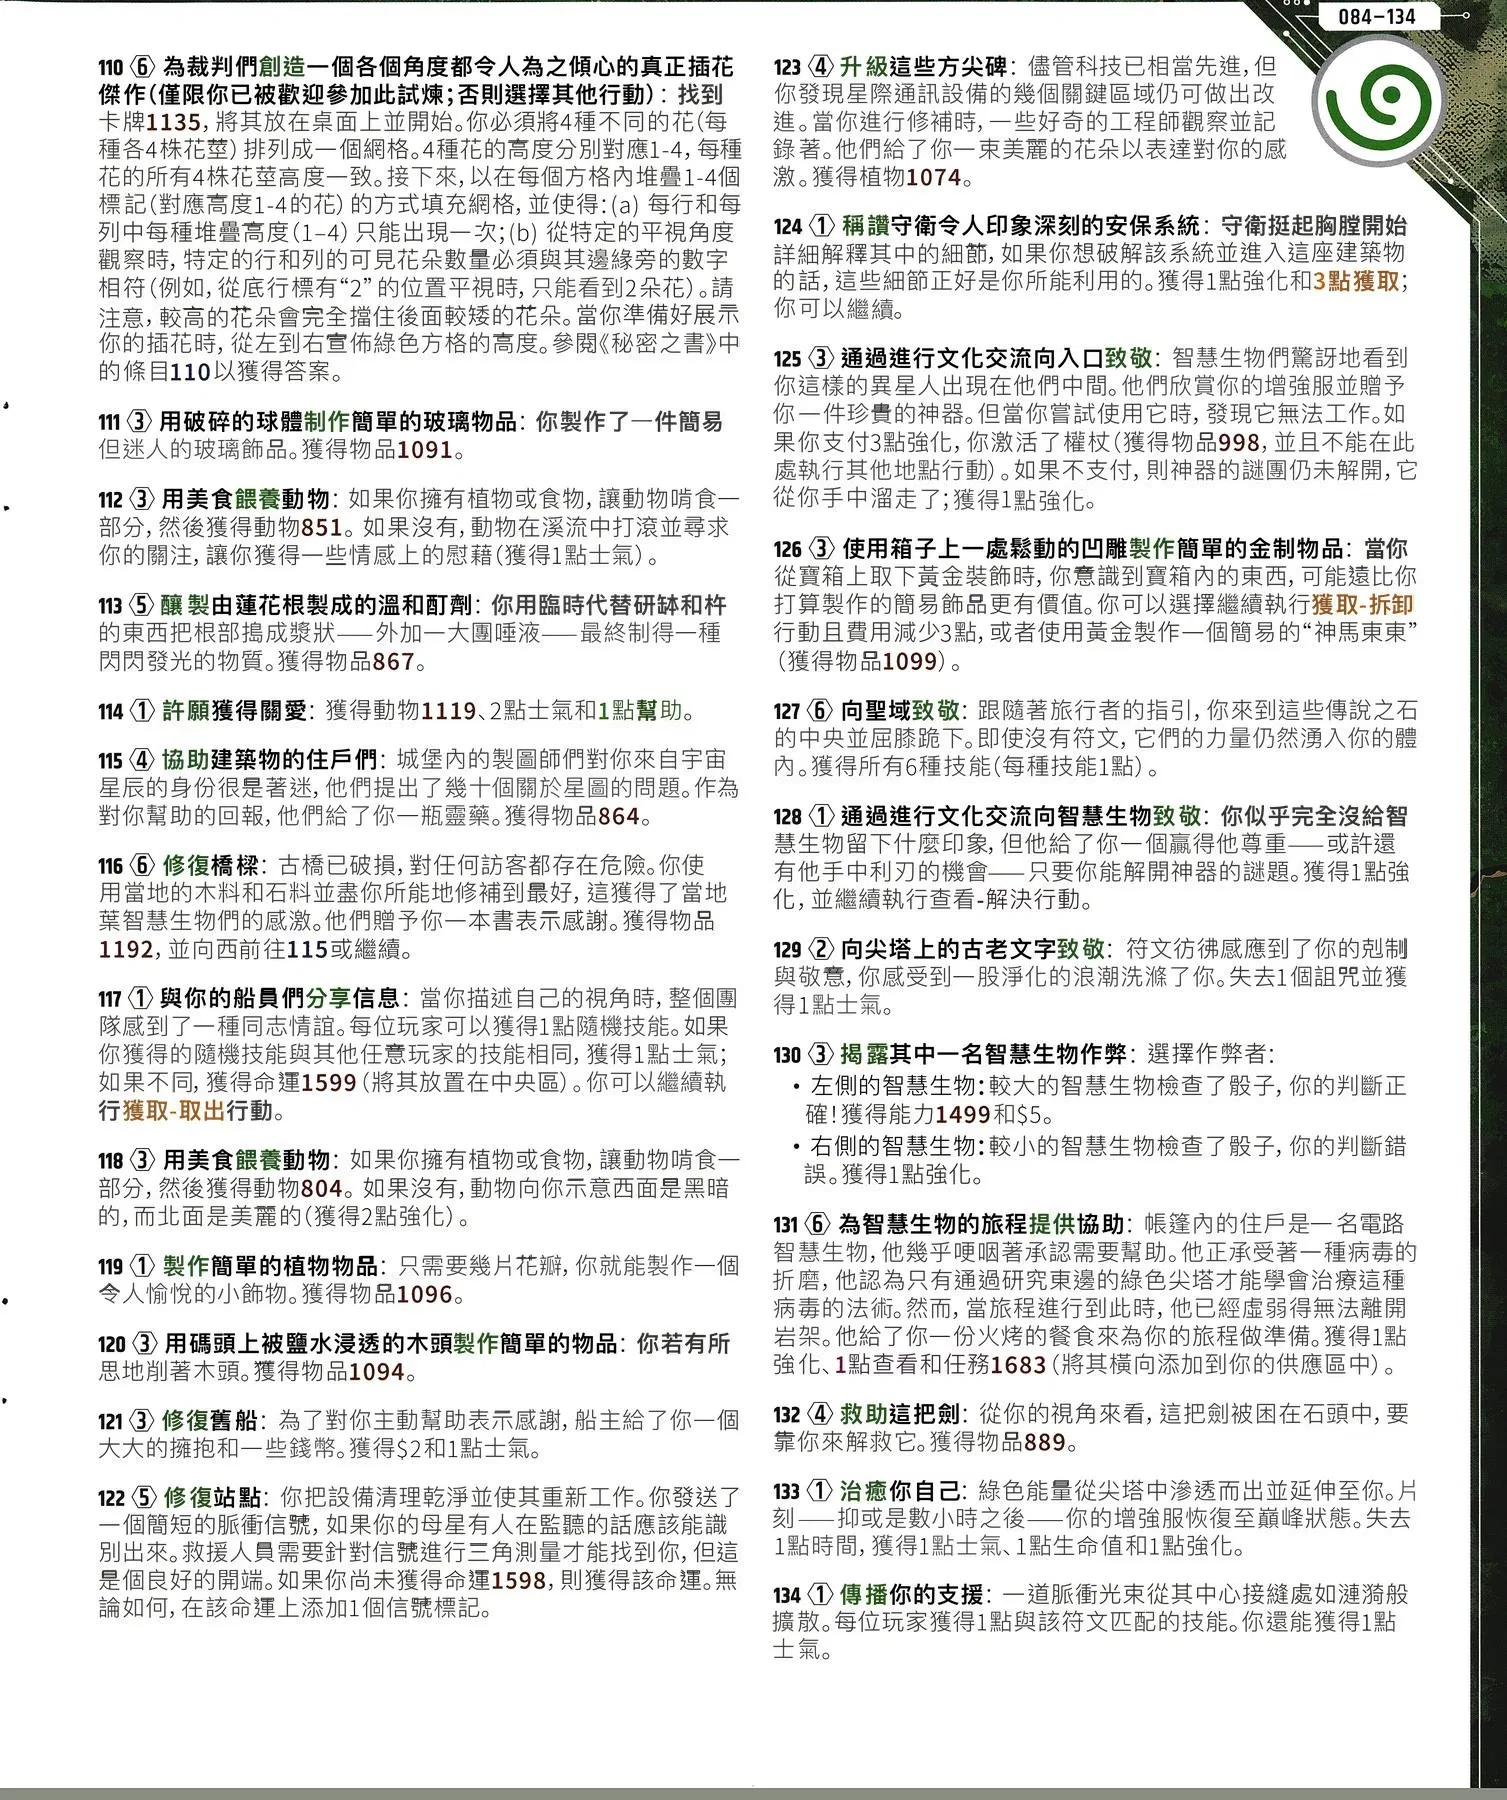 084–134
110 ⑥ 為裁判們創造一個各個角度都令人為之傾心的真正插花
傑作(僅限你已被歡迎參加此試煉;否則選擇其他行動): 找到
卡牌1135, 將其放在桌面上並開始。你必須將4種不同的花(每
種各4株花莖) 排列成一個網格。4種花的高度分別對應1-4, 每種
花的所有4株花莖高度一致。接下來, 以在每個方格內堆疊1-4個
標記(對應高度1-4的花) 的方式填充網格, 並使得: (a) 每行和每
列中每種堆疊高度(1–4) 只能出現一次; (b) 從特定的平視角度
觀察時, 特定的行和列的可見花朵數量必須與其邊緣旁的數字
相符(例如, 從底行標有“2” 的位置平視時, 只能看到2朵花)。請
注意, 較高的花朵會完全擋住後面較矮的花朵。當你準備好展示
你的插花時, 從左到右宣佈綠色方格的高度。參閱《秘密之書》中
的條目110以獲得答案。
111 ③ 用破碎的球體制作簡單的玻璃物品: 你製作了一件簡易
但迷人的玻璃飾品。獲得物品1091。
112 ③ 用美食餵養動物: 如果你擁有植物或食物, 讓動物啃食一
部分, 然後獲得動物851。如果沒有, 動物在溪流中打滾並尋求
你的關注, 讓你獲得一些情感上的慰藉(獲得1點士氣)。
113 ⑤ 釀製由蓮花根製成的溫和酊劑: 你用臨時代替研缽和杵
的東西把根部搗成漿狀——外加一大團唾液——最終制得一種
閃閃發光的物質。獲得物品867。
114 ① 許願獲得關愛: 獲得動物1119、2點士氣和1點幫助。
115 ④ 協助建築物的住戶們: 城堡內的製圖師們對你來自宇宙
星辰的身份很是著迷, 他們提出了幾十個關於星圖的問題。作為
對你幫助的回報, 他們給了你一瓶靈藥。獲得物品864。
116 ⑥ 修復橋樑: 古橋已破損, 對任何訪客都存在危險。你使
用當地的木料和石料並盡你所能地修補到最好, 這獲得了當地
葉智慧生物們的感激。他們贈予你一本書表示感謝。獲得物品
1192, 並向西前往115或繼續。
117 ① 與你的船員們分享信息: 當你描述自己的視角時, 整個團
隊感到了一種同志情誼。每位玩家可以獲得1點隨機技能。如果
你獲得的隨機技能與其他任意玩家的技能相同, 獲得1點士氣;
如果不同, 獲得命運1599 (將其放置在中央區)。你可以繼續執
行獲取-取出行動。
118 ③ 用美食餵養動物: 如果你擁有植物或食物, 讓動物啃食一
部分, 然後獲得動物804。如果沒有, 動物向你示意西面是黑暗
的, 而北面是美麗的(獲得2點強化)。
119 ① 製作簡單的植物物品: 只需要幾片花瓣, 你就能製作一個
令人愉悅的小飾物。獲得物品1096。
120 ③ 用碼頭上被鹽水浸透的木頭製作簡單的物品: 你若有所
思地削著木頭。獲得物品1094。
121 ③ 修復舊船: 為了對你主動幫助表示感謝, 船主給了你一個
大大的擁抱和一些錢幣。獲得$2和1點士氣。
122 ⑤ 修復站點: 你把設備清理乾淨並使其重新工作。你發送了
一個簡短的脈衝信號, 如果你的母星有人在監聽的話應該能識
別出來。救援人員需要針對信號進行三角測量才能找到你, 但這
是個良好的開端。如果你尚未獲得命運1598, 則獲得該命運。無
論如何, 在該命運上添加1個信號標記。
123 ④ 升級這些方尖碑: 儘管科技已相當先進, 但
你發現星際通訊設備的幾個關鍵區域仍可做出改
進。當你進行修補時, 一些好奇的工程師觀察並記
錄著。他們給了你一束美麗的花朵以表達對你的感
激。獲得植物1074。
124 ① 稱讚守衛令人印象深刻的安保系統: 守衛挺起胸膛開始
詳細解釋其中的細節, 如果你想破解該系統並進入這座建築物
的話, 這些細節正好是你所能利用的。獲得1點強化和3點獲取;
你可以繼續。
125 ③ 通過進行文化交流向入口致敬: 智慧生物們驚訝地看到
你這樣的異星人出現在他們中間。他們欣賞你的增強服並贈予
你一件珍貴的神器。但當你嘗試使用它時, 發現它無法工作。如
果你支付3點強化, 你激活了權杖(獲得物品998, 並且不能在此
處執行其他地點行動)。如果不支付, 則神器的謎團仍未解開, 它
從你手中溜走了; 獲得1點強化。
126 ③ 使用箱子上一處鬆動的凹雕製作簡單的金制物品: 當你
從寶箱上取下黃金裝飾時, 你意識到寶箱內的東西, 可能遠比你
打算製作的簡易飾品更有價值。你可以選擇繼續執行獲取-拆卸
行動且費用減少3點, 或者使用黃金製作一個簡易的“神馬東東”
(獲得物品1099)。
127 ⑥ 向聖域致敬: 跟隨著旅行者的指引, 你來到這些傳說之石
的中央並屈膝跪下。即使沒有符文, 它們的力量仍然湧入你的體
內。獲得所有6種技能(每種技能1點)。
128 ① 通過進行文化交流向智慧生物致敬: 你似乎完全沒給智
慧生物留下什麼印象, 但他給了你一個贏得他尊重——或許還
有他手中利刃的機會——只要你能解開神器的謎題。獲得1點強
化, 並繼續執行查看-解決行動。
129 ② 向尖塔上的古老文字致敬: 符文彷彿感應到了你的剋制
與敬意, 你感受到一股淨化的浪潮洗滌了你。失去1個詛咒並獲
得1點士氣。
130 ③ 揭露其中一名智慧生物作弊: 選擇作弊者:
• 左側的智慧生物: 較大的智慧生物檢查了骰子, 你的判斷正
確! 獲得能力1499和$5。
• 右側的智慧生物: 較小的智慧生物檢查了骰子, 你的判斷錯
誤。獲得1點強化。
131 ⑥ 為智慧生物的旅程提供協助: 帳篷內的住戶是一名電路
智慧生物, 他幾乎哽咽著承認需要幫助。他正承受著一種病毒的
折磨, 他認為只有通過研究東邊的綠色尖塔才能學會治療這種
病毒的法術。然而, 當旅程進行到此時, 他已經虛弱得無法離開
岩架。他給了你一份火烤的餐食來為你的旅程做準備。獲得1點
強化、1點查看和任務1683 (將其橫向添加到你的供應區中)。
132 ④ 救助這把劍: 從你的視角來看, 這把劍被困在石頭中, 要
靠你來解救它。獲得物品889。
133 ① 治癒你自己: 綠色能量從尖塔中滲透而出並延伸至你。片
刻——抑或是數小時之後——你的增強服恢復至巔峰狀態。失去
1點時間, 獲得1點士氣、1點生命值和1點強化。
134 ① 傳播你的支援: 一道脈衝光束從其中心接縫處如漣漪般
擴散。每位玩家獲得1點與該符文匹配的技能。你還能獲得1點
士氣。